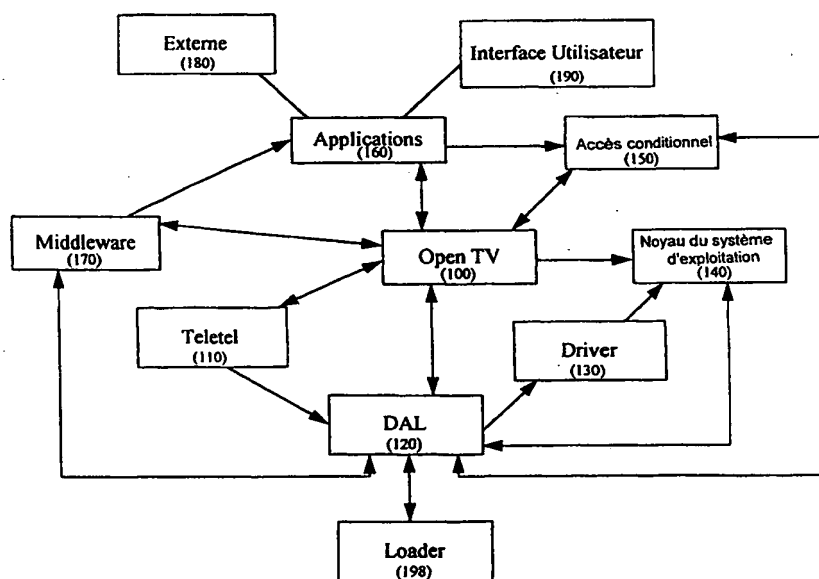 Externe
(180)
Interface Utilisateur
(190)
Applications
(160)
Accès conditionnel
(150)
Middleware
(170)
Open TV
(100)
Noyau du système
d'exploitation
(140)
Teletel
(110)
Driver
(130)
DAL
(120)
Loader
(198)